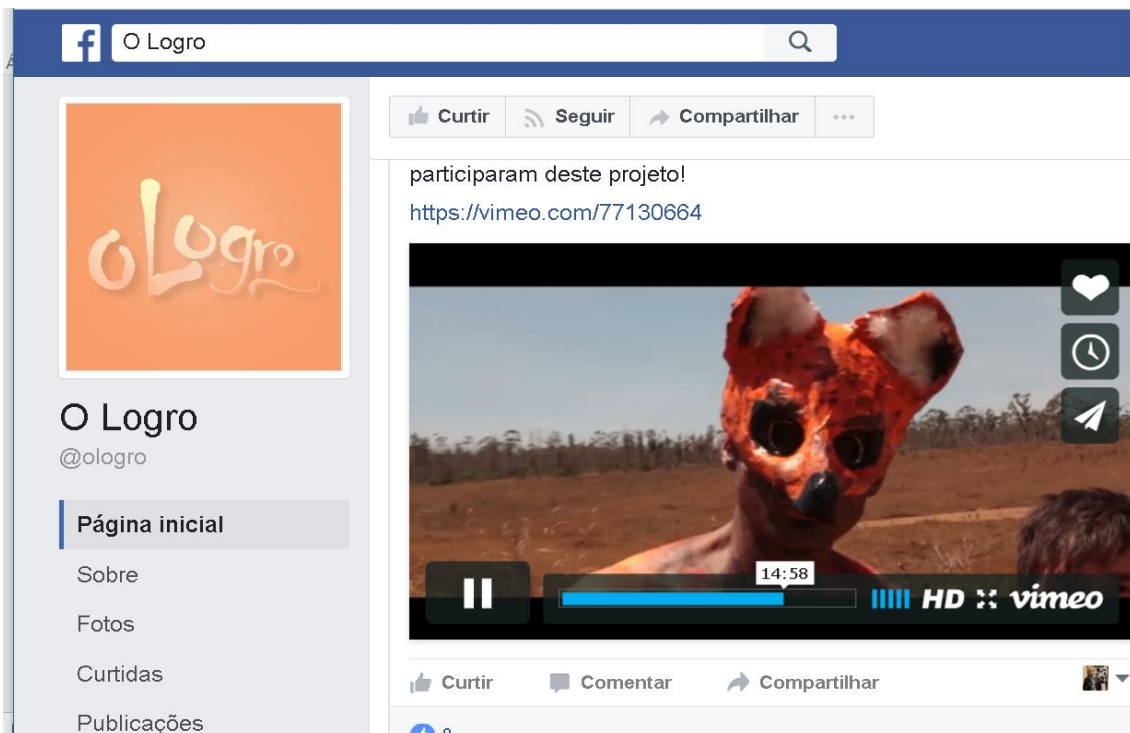 O Logro
o Logro
O Logro
@ologro
Página inicial
Sobre
Fotos
Curtidas
Publicações
Curtir Seguir Compartilhar
participaram deste projeto!
https://vimeo.com/77130664
14:58
HD vimeo
Curtir Comentar Compartilhar